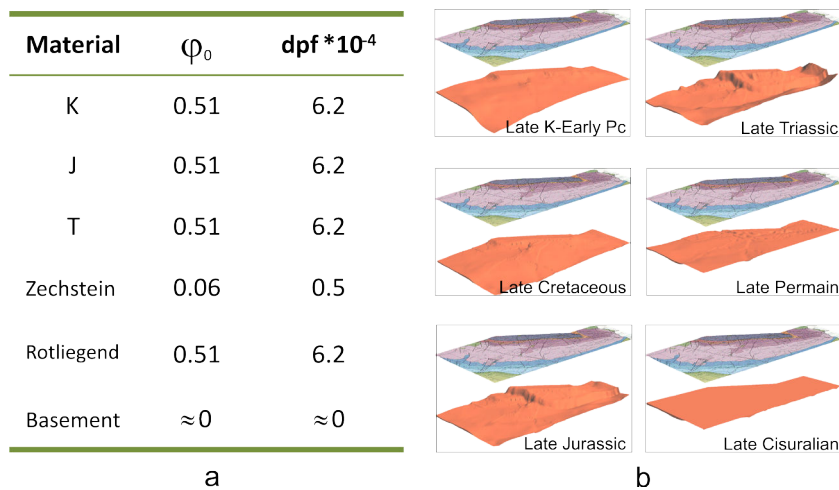 Material φ₀ dpf *10⁻⁴
K 0.51 6.2
J 0.51 6.2
T 0.51 6.2
Zechstein 0.06 0.5
Rotliegend 0.51 6.2
Basement ≈0 ≈0
a
Late K-Early Pc
Late Triassic
Late Cretaceous
Late Permain
Late Jurassic
Late Cisuralian
b